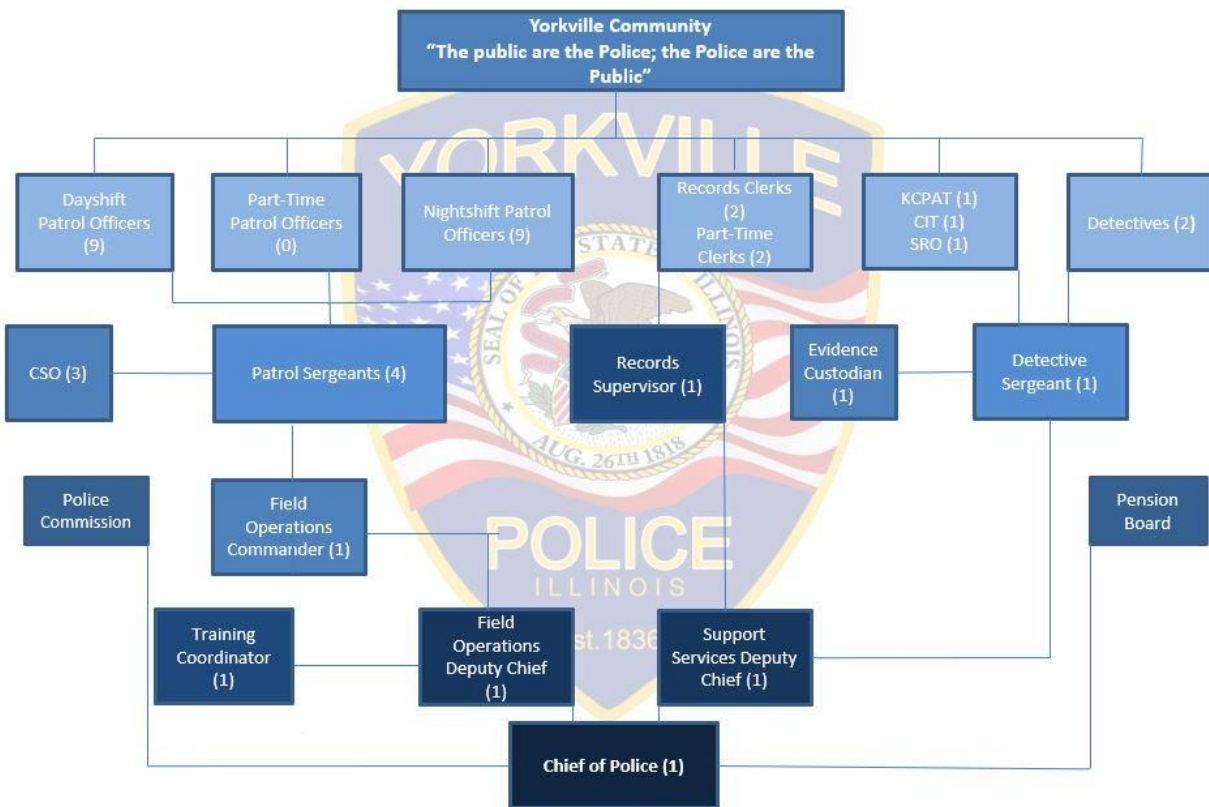 Yorkville Community
“The public are the Police; the Police are the
Public”
YORKVILLE
Dayshift
Patrol Officers
(9)
Part-Time
Patrol Officers
(0)
Nightshift Patrol
Officers (9)
Records Clerks
(2)
Part-Time
Clerks (2)
KCPAT (1)
CIT (1)
SRO (1)
Detectives (2)
SEAL OF THE STATE OF ILLINOIS
AUG. 26TH 1818
CSO (3)
Patrol Sergeants (4)
Records
Supervisor (1)
Evidence
Custodian
(1)
Detective
Sergeant (1)
Police
Commission
Field
Operations
Commander (1)
Pension
Board
POLICE
ILLINOIS
st.1836
Training
Coordinator
(1)
Field
Operations
Deputy Chief
(1)
Support
Services Deputy
Chief (1)
Chief of Police (1)